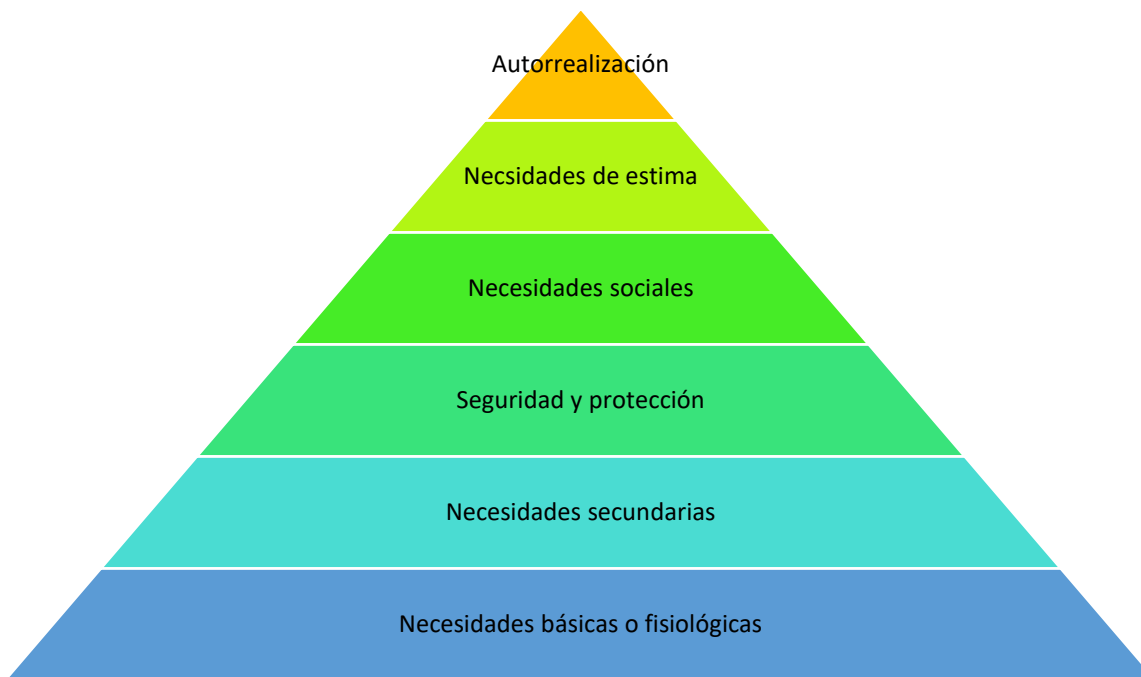 Autorrealización
Necsidades de estima
Necesidades sociales
Seguridad y protección
Necesidades secundarias
Necesidades básicas o fisiológicas